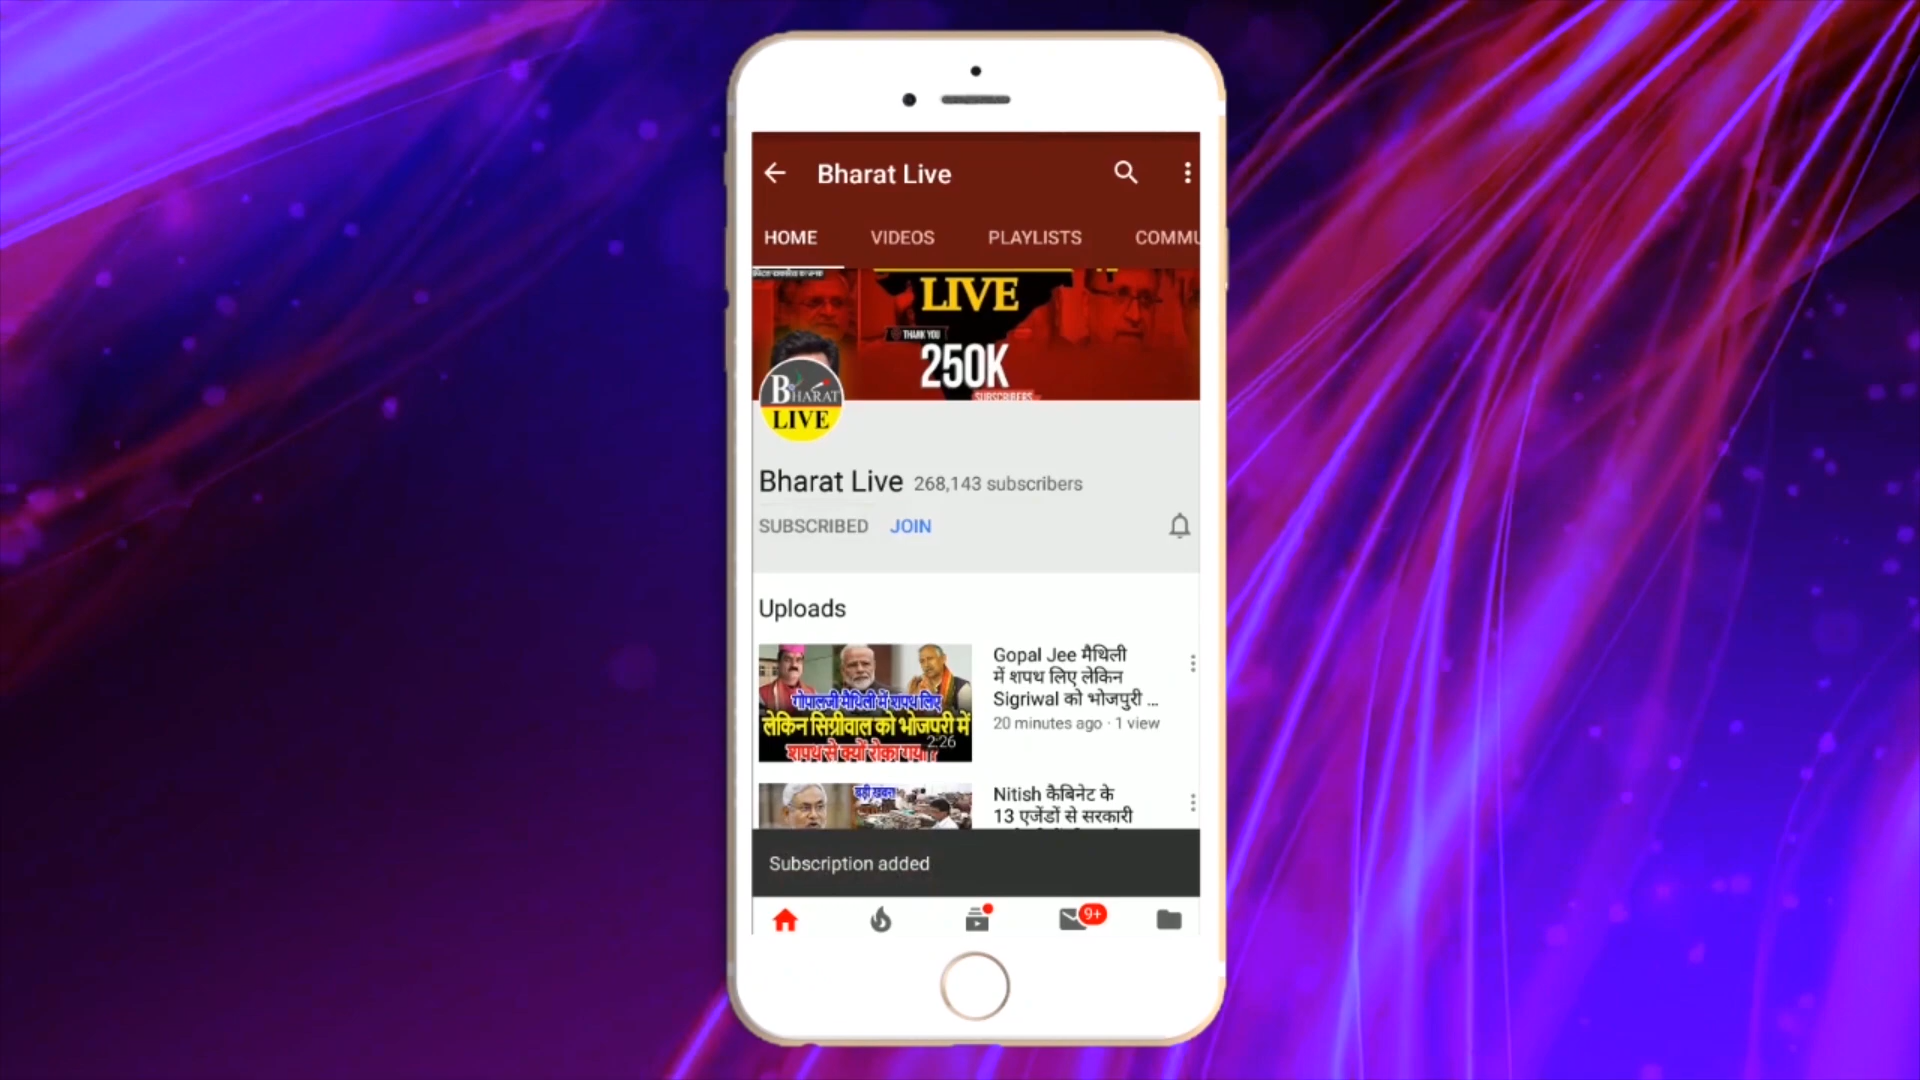 Bharat Live
HOME VIDEOS PLAYLISTS COMMU
LIVE
THANK YOU
250K
SUBSCRIBERS
BHARAT
LIVE
Bharat Live 268,143 subscribers
SUBSCRIBED JOIN
Uploads
गोपालजी मैथिली में शपथ लिए
लेकिन सिग्रीवाल को भोजपुरी में
शपथ से क्यों रोका गया ?
2:26
Gopal Jee मैथिली
में शपथ लिए लेकिन
Sigriwal को भोजपुरी ...
20 minutes ago · 1 view
बड़ी खबर
Nitish कैबिनेट के
13 एजेंडों से सरकारी
Subscription added
9+